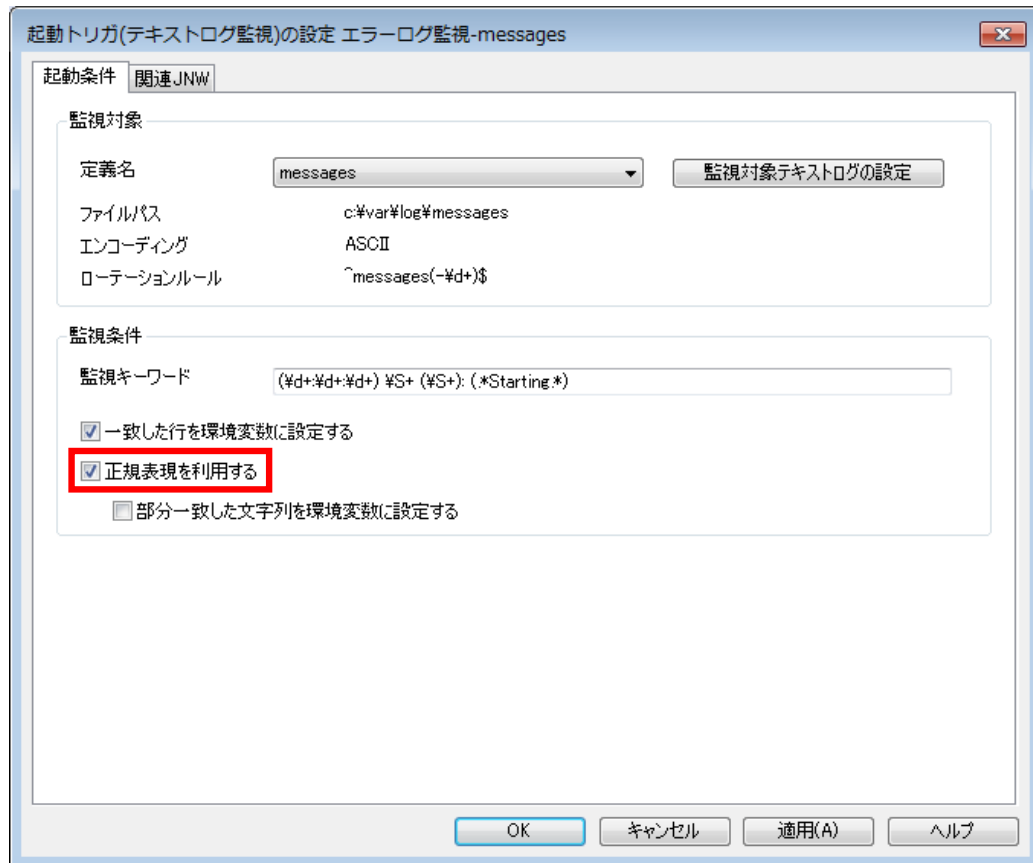 起動トリガ(テキストログ監視)の設定 エラーログ監視-messages
起動条件 関連JNW
監視対象
定義名 messages 監視対象テキストログの設定
ファイルパス c:¥var¥log¥messages
エンコーディング ASCII
ローテーションルール ^messages(-¥d+)$
監視条件
監視キーワード (¥d+:¥d+:¥d+) ¥S+ (¥S+): (.*Starting.*)
一致した行を環境変数に設定する
正規表現を利用する
部分一致した文字列を環境変数に設定する
OK キャンセル 適用(A) ヘルプ